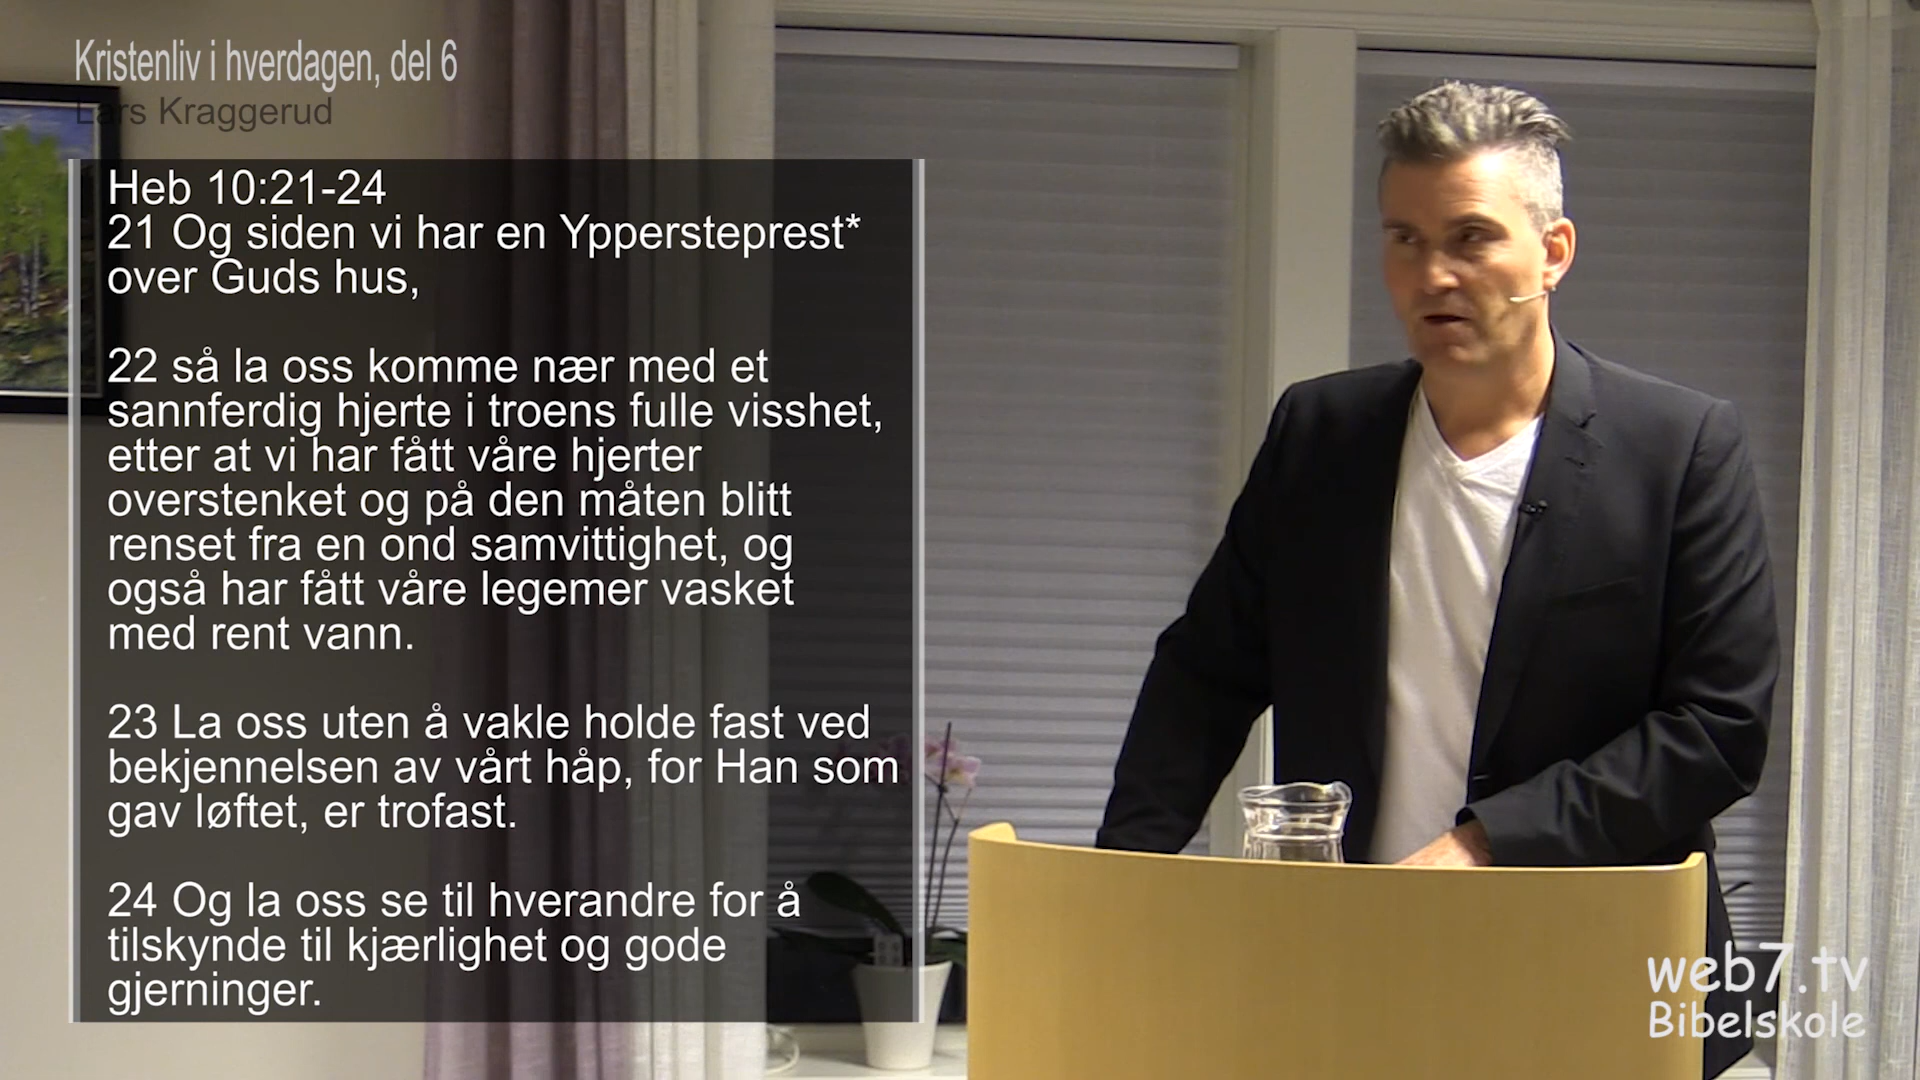 Kristenliv i hverdagen, del 6
Lars Kraggerud
Heb 10:21-24
21 Og siden vi har en Yppersteprest*
over Guds hus,
22 så la oss komme nær med et
sannferdig hjerte i troens fulle visshet,
etter at vi har fått våre hjerter
overstenket og på den måten blitt
renset fra en ond samvittighet, og
også har fått våre legemer vasket
med rent vann.
23 La oss uten å vakle holde fast ved
bekjennelsen av vårt håp, for Han som
gav løftet, er trofast.
24 Og la oss se til hverandre for å
tilskynde til kjærlighet og gode
gjerninger.
web7.tv
Bibelskole